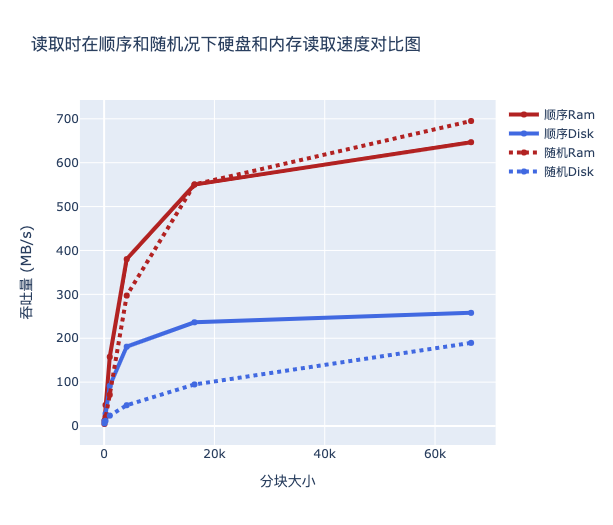 读取时在顺序和随机况下硬盘和内存读取速度对比图
顺序Ram
顺序Disk
随机Ram
随机Disk
吞吐量 (MB/s)
700
600
500
400
300
200
100
0
0
20k
40k
60k
分块大小